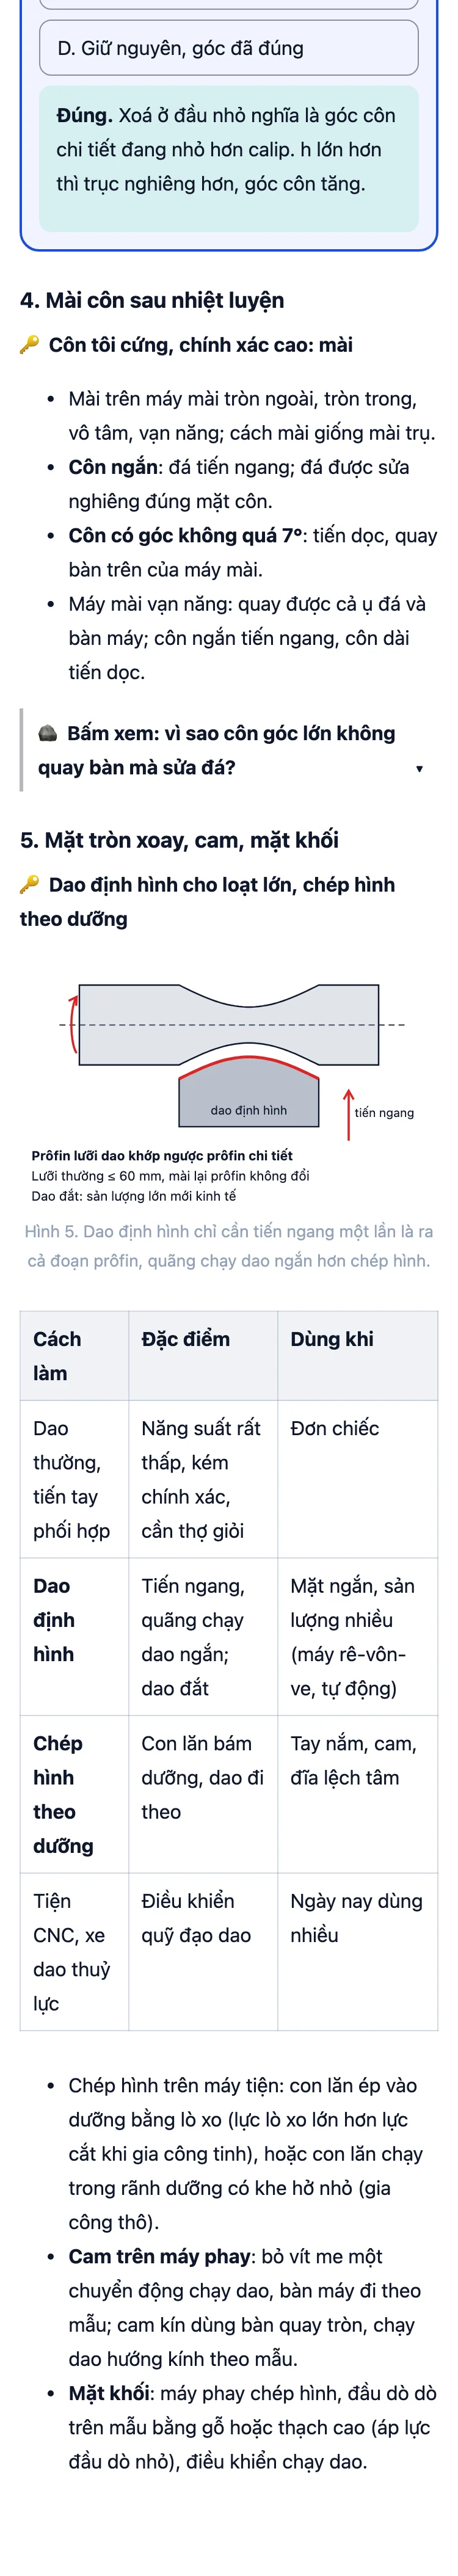 D. Giữ nguyên, góc đã đúng
Đúng. Xoá ở đầu nhỏ nghĩa là góc côn
chi tiết đang nhỏ hơn calip. h lớn hơn
thì trục nghiêng hơn, góc côn tăng.
4. Mài côn sau nhiệt luyện
🔑 Côn tôi cứng, chính xác cao: mài
• Mài trên máy mài tròn ngoài, tròn trong,
vô tâm, vạn năng; cách mài giống mài trụ.
• Côn ngắn: đá tiến ngang; đá được sửa
nghiêng đúng mặt côn.
• Côn có góc không quá 7°: tiến dọc, quay
bàn trên của máy mài.
• Máy mài vạn năng: quay được cả ụ đá và
bàn máy; côn ngắn tiến ngang, côn dài
tiến dọc.
🪨 Bấm xem: vì sao côn góc lớn không
quay bàn mà sửa đá? ▼
5. Mặt tròn xoay, cam, mặt khối
🔑 Dao định hình cho loạt lớn, chép hình
theo dưỡng
dao định hình
tiến ngang
Prôfin lưỡi dao khớp ngược prôfin chi tiết
Lưỡi thường ≤ 60 mm, mài lại prôfin không đổi
Dao đắt: sản lượng lớn mới kinh tế
Hình 5. Dao định hình chỉ cần tiến ngang một lần là ra
cả đoạn prôfin, quãng chạy dao ngắn hơn chép hình.
Cách
làm
Đặc điểm
Dùng khi
Dao
thường,
tiến tay
phối hợp
Năng suất rất
thấp, kém
chính xác,
cần thợ giỏi
Đơn chiếc
Dao
định
hình
Tiến ngang,
quãng chạy
dao ngắn;
dao đắt
Mặt ngắn, sản
lượng nhiều
(máy rê-vôn-
ve, tự động)
Chép
hình
theo
dưỡng
Con lăn bám
dưỡng, dao đi
theo
Tay nắm, cam,
đĩa lệch tâm
Tiện
CNC, xe
dao thuỷ
lực
Điều khiển
quỹ đạo dao
Ngày nay dùng
nhiều
• Chép hình trên máy tiện: con lăn ép vào
dưỡng bằng lò xo (lực lò xo lớn hơn lực
cắt khi gia công tinh), hoặc con lăn chạy
trong rãnh dưỡng có khe hở nhỏ (gia
công thô).
• Cam trên máy phay: bỏ vít me một
chuyển động chạy dao, bàn máy đi theo
mẫu; cam kín dùng bàn quay tròn, chạy
dao hướng kính theo mẫu.
• Mặt khối: máy phay chép hình, đầu dò dò
trên mẫu bằng gỗ hoặc thạch cao (áp lực
đầu dò nhỏ), điều khiển chạy dao.